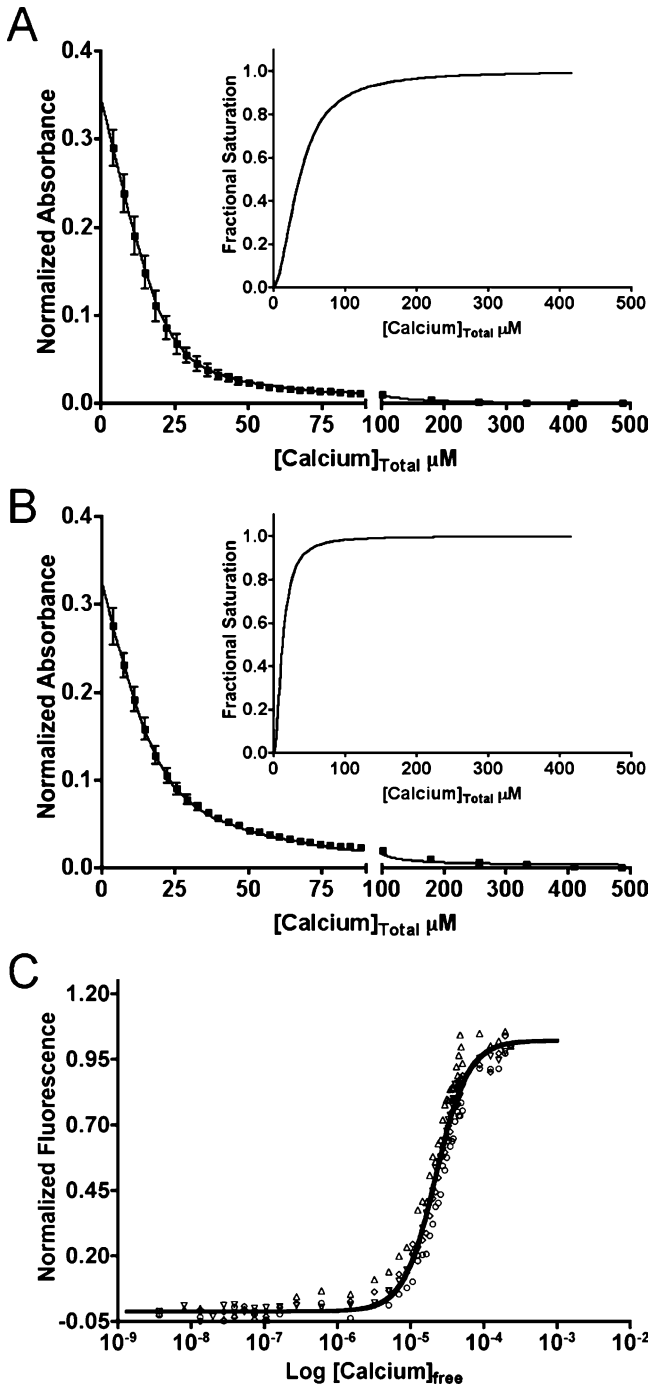 A
0.4
0.3
0.2
0.1
0.0
Normalized Absorbance
0 25 50 75 100 200 300 400 500
[Calcium]Total µM
1.0
0.8
0.6
0.4
0.2
0.0
Fractional Saturation
0 100 200 300 400 500
[Calcium]Total µM
B
0.4
0.3
0.2
0.1
0.0
Normalized Absorbance
0 25 50 75 100 200 300 400 500
[Calcium]Total µM
1.0
0.8
0.6
0.4
0.2
0.0
Fractional Saturation
0 100 200 300 400 500
[Calcium]Total µM
C
1.20
0.95
0.70
0.45
0.20
-0.05
Normalized Fluorescence
10-9 10-8 10-7 10-6 10-5 10-4 10-3 10-2
Log [Calcium]free